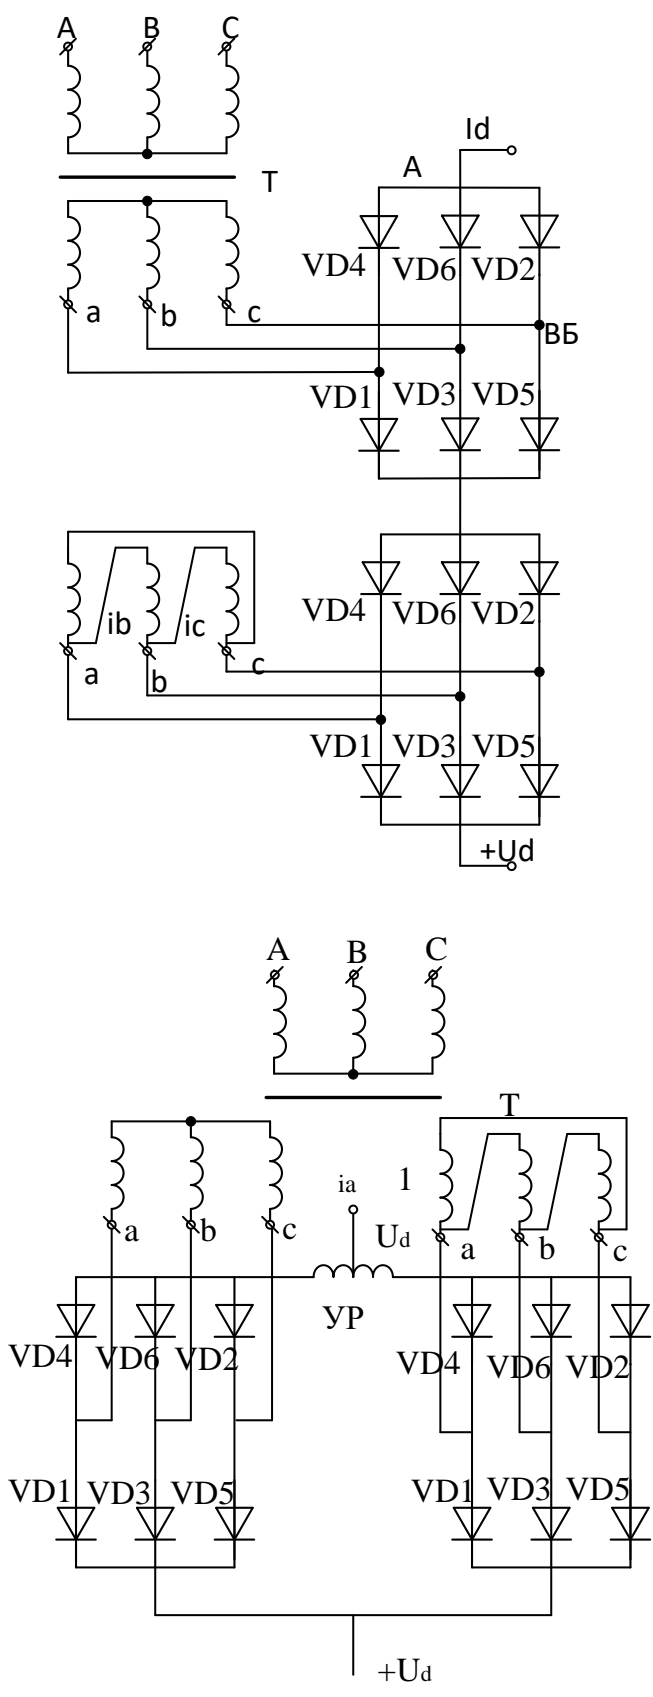 A B C
Id
A
T
VD4 VD6 VD2
a b c
ВБ
VD1 VD3 VD5
ib ic
VD4 VD6 VD2
a b c
VD1 VD3 VD5
+Ud
A B C
T
ia 1
a b c Ud a b c
УР
VD4 VD6 VD2 VD4 VD6 VD2
VD1 VD3 VD5 VD1 VD3 VD5
+Ud